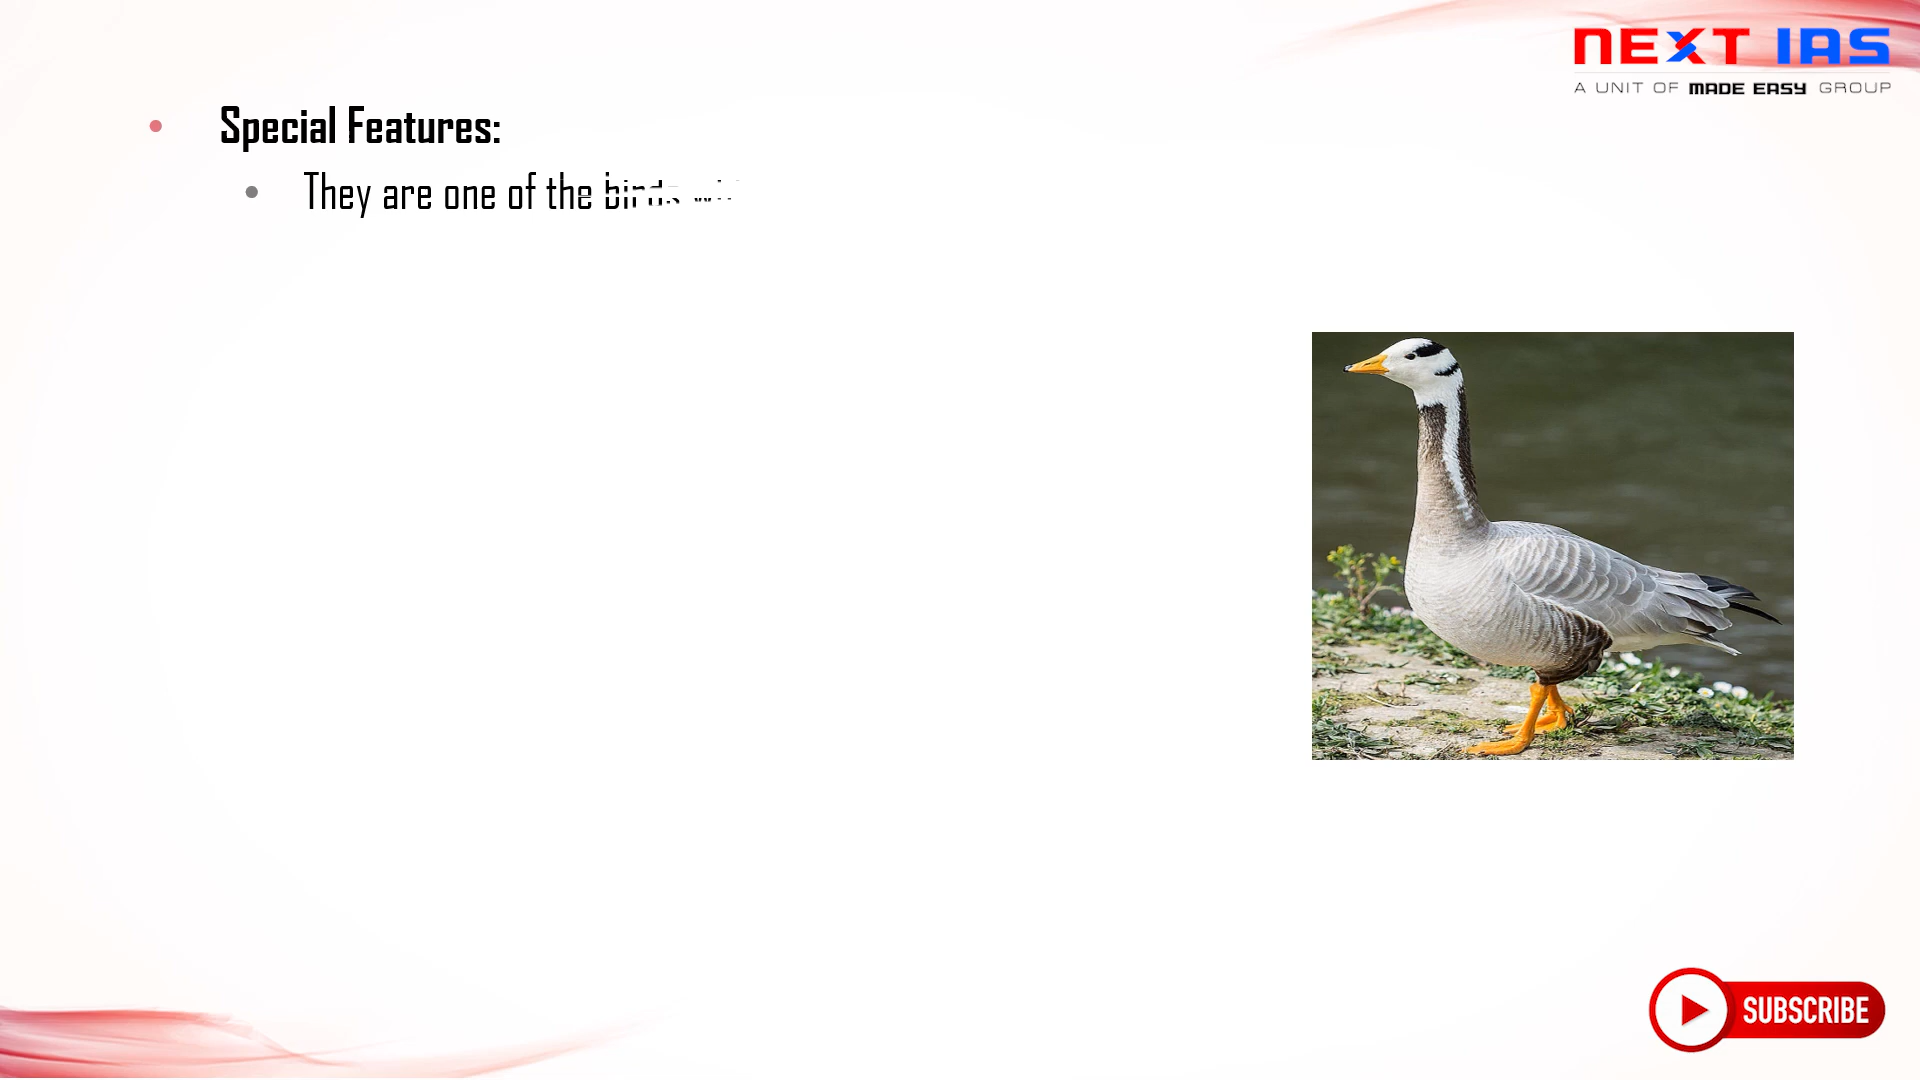 NEXT IAS
A UNIT OF MADE EASY GROUP
Special Features:
They are one of the birds
SUBSCRIBE